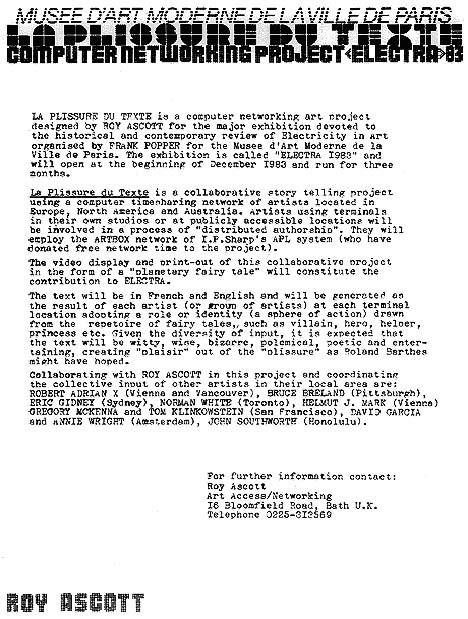 MUSEE D'ART MODERNE DE LA VILLE DE PARIS
LA PLISSURE DU TEXTE
COMPUTER NETWORKING PROJECT <ELECTRA> 83
LA PLISSURE DU TEXTE is a computer networking art project
designed by ROY ASCOTT for the major exhibition devoted to
the historical and contemporary review of Electricity in Art
organised by FRANK POPPER for the Musee d'Art Moderne de la
Ville de Paris. The exhibition is called "ELECTRA I983" and
will open at the beginning of December I983 and run for three
months.
La Plissure du Texte is a collaborative story telling project
using a computer timesharing network of artists located in
Europe, North America and Australia. Artists using terminals
in their own studios or at publicly accessible locations will
be involved in a process of "distributed authorship". They will
employ the ARTBOX network of I.P.Sharp's APL system (who have
donated free network time to the project).
The video display and print-out of this collaborative project
in the form of a "planetary fairy tale" will constitute the
contribution to ELECTRA.
The text will be in French and English and will be generated as
the result of each artist (or group of artists) at each terminal
location adopting a role or identity (a sphere of action) drawn
from the repetoire of fairy tales,, such as villain, hero, helper,
princess etc. Given the diversity of input, it is expected that
the text will be witty, wise, bizarre, polemical, poetic and enter-
taining, creating "plaisir" out of the "plissure" as Roland Barthes
might have hoped.
Collaborating with ROY ASCOTT in this project and coordinating
the collective input of other artists in their local area are:
ROBERT ADRIAN X (Vienna and Vancouver), BRUCE BRELAND (Pittsburgh),
ERIC GIDNEY (Sydney), NORMAN WHITE (Toronto), HELMUT J. MARK (Vienna)
GREGORY MCKENNA and TOM KLINKOWSTEIN (San Francisco), DAVID GARCIA
and ANNIE WRIGHT (Amsterdam), JOHN SOUTHWORTH (Honolulu).
For further information contact:
Roy Ascott
Art Access/Networking
I6 Bloomfield Road, Bath U.K.
Telephone 0225-3I3569
ROY ASCOTT